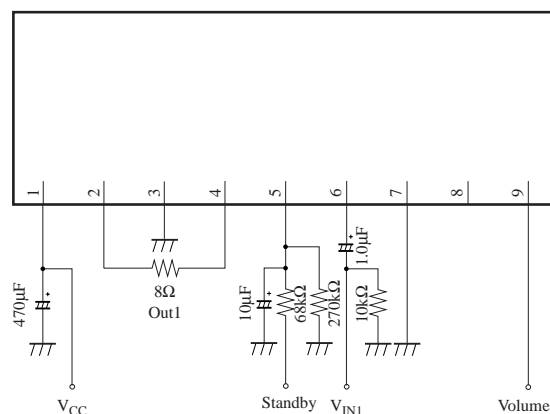 1 2 3 4 5 6 7 8 9
470μF
8Ω
Out1
10μF
68kΩ
270kΩ
1.0μF
10kΩ
+ + +
VCC
Standby
VIN1
Volume